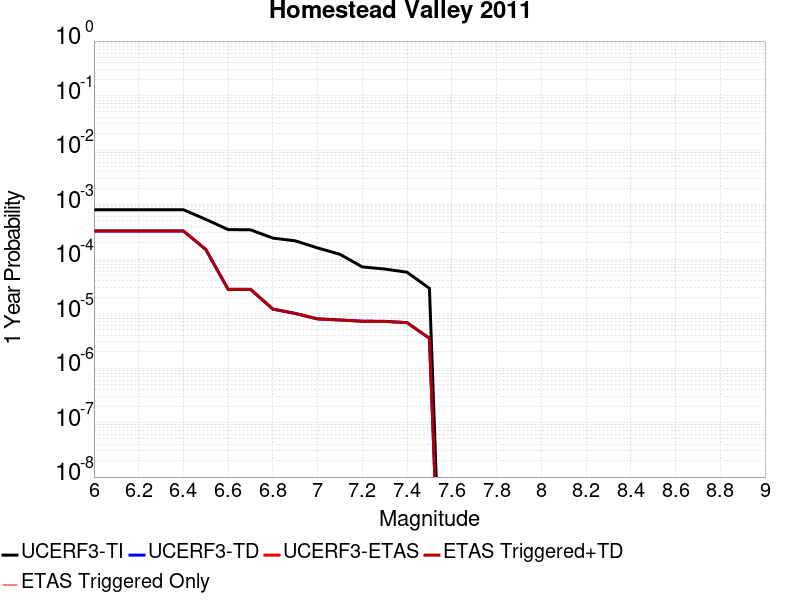 Homestead Valley 2011
1 Year Probability
10^0
10^-1
10^-2
10^-3
10^-4
10^-5
10^-6
10^-7
10^-8
6 6.2 6.4 6.6 6.8 7 7.2 7.4 7.6 7.8 8 8.2 8.4 8.6 8.8 9
Magnitude
UCERF3-TI UCERF3-TD UCERF3-ETAS ETAS Triggered+TD
ETAS Triggered Only